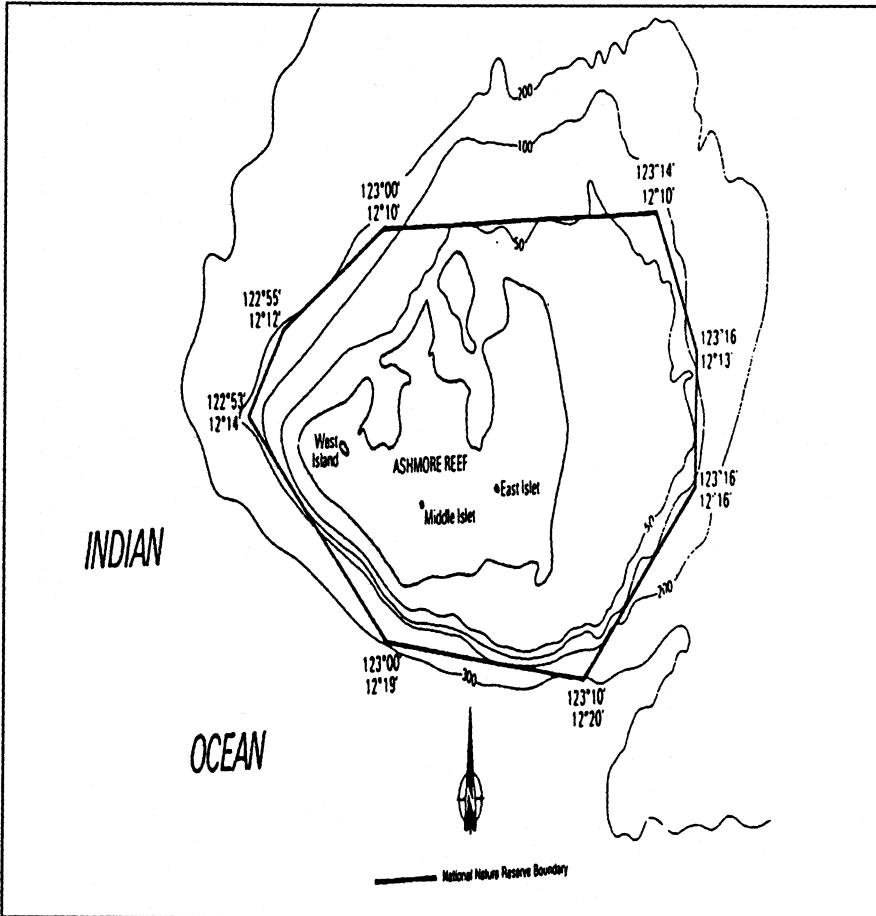 200
100
123°14'
12°10'
123°00'
12°10'
50
122°55'
12°12'
123°16
12°13'
122°53'
12°14'
West
Island
ASHMORE REEF
East Islet
123°16'
12°16'
Middle Islet
50
INDIAN
200
123°00'
12°19'
300
123°10'
12°20'
OCEAN
National Nature Reserve Boundary